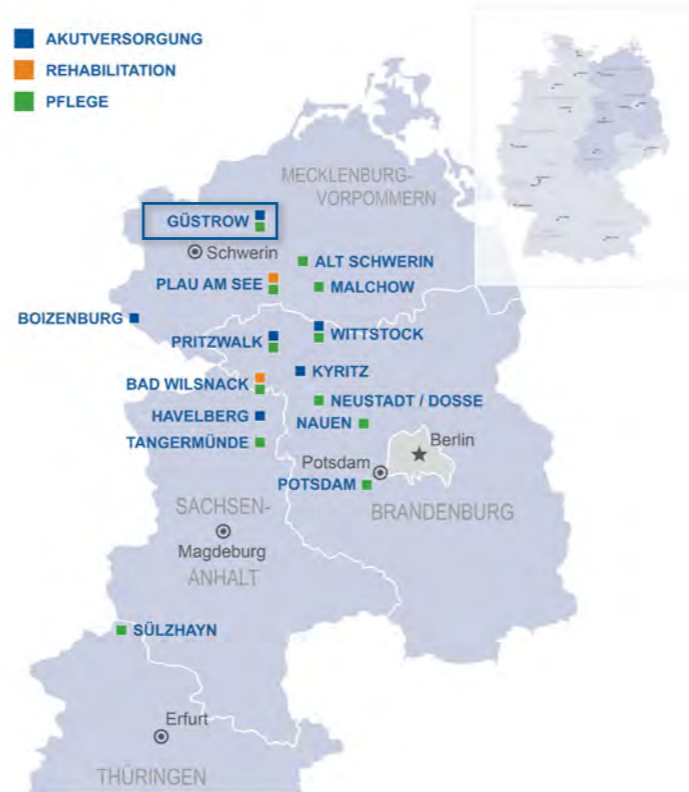 AKUTVERSORGUNG
REHABILITATION
PFLEGE
MECKLENBURG-
VORPOMMERN
GÜSTROW
Schwerin
ALT SCHWERIN
PLAU AM SEE
MALCHOW
BOIZENBURG
WITTSTOCK
PRITZWALK
KYRITZ
BAD WILSNACK
NEUSTADT / DOSSE
HAVELBERG
NAUEN
TANGERMÜNDE
Berlin
Potsdam
POTSDAM
SACHSEN-
BRANDENBURG
Magdeburg
ANHALT
SÜLZHAYN
Erfurt
THÜRINGEN